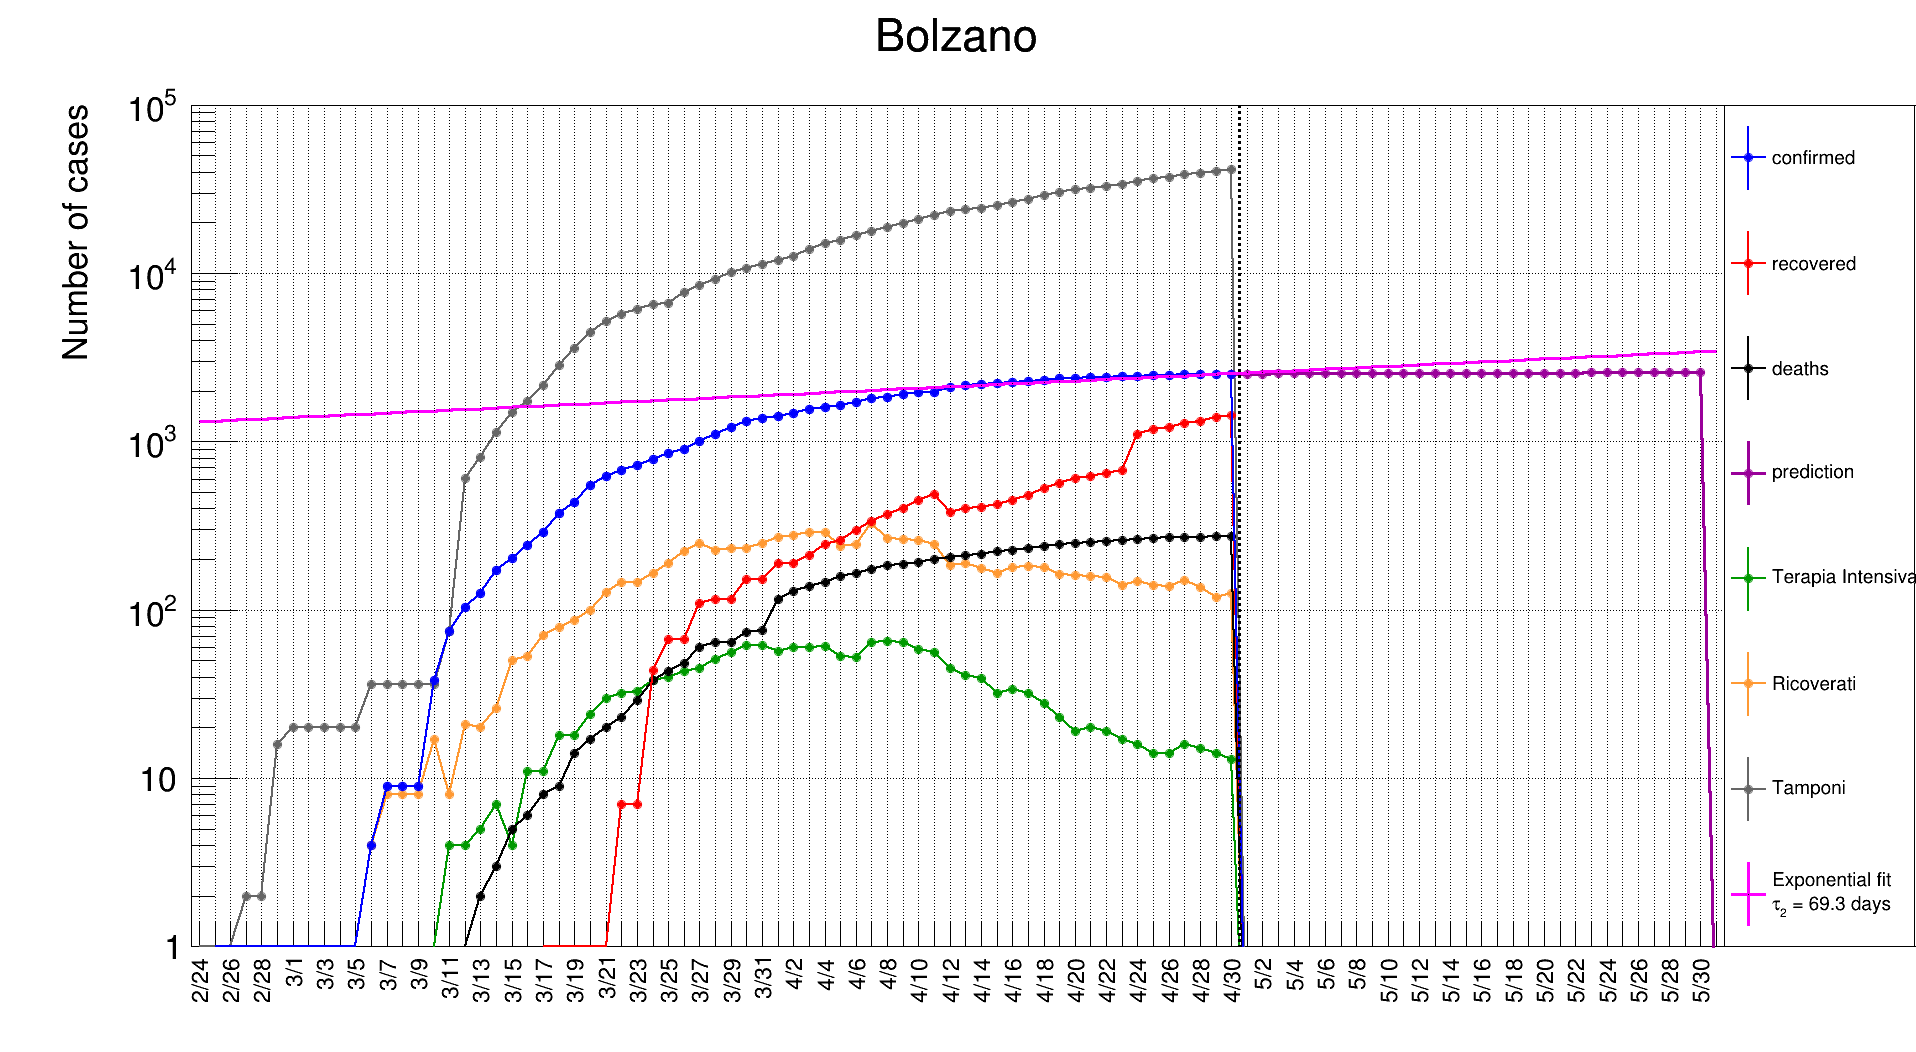 Bolzano
Number of cases
10^5
10^4
10^3
10^2
10
1
2/24 2/26 2/28 3/1 3/3 3/5 3/7 3/9 3/11 3/13 3/15 3/17 3/19 3/21 3/23 3/25 3/27 3/29 3/31 4/2 4/4 4/6 4/8 4/10 4/12 4/14 4/16 4/18 4/20 4/22 4/24 4/26 4/28 4/30 5/2 5/4 5/6 5/8 5/10 5/12 5/14 5/16 5/18 5/20 5/22 5/24 5/26 5/28 5/30
confirmed
recovered
deaths
prediction
Terapia Intensiva
Ricoverati
Tamponi
Exponential fit
τ₂ = 69.3 days